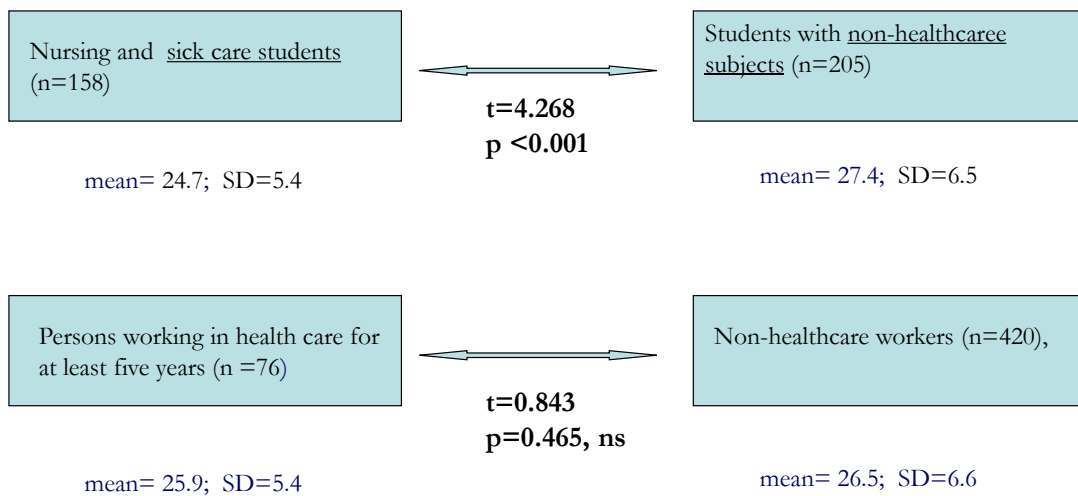 Nursing and  sick care students
(n=158)
Students with non-healthcaree
subjects (n=205)
t=4.268
p <0.001
mean= 24.7;  SD=5.4
mean= 27.4;  SD=6.5
Persons working in health care for
at least five years (n =76)
Non-healthcare workers (n=420),
t=0.843
p=0.465, ns
mean= 25.9;  SD=5.4
mean= 26.5;  SD=6.6